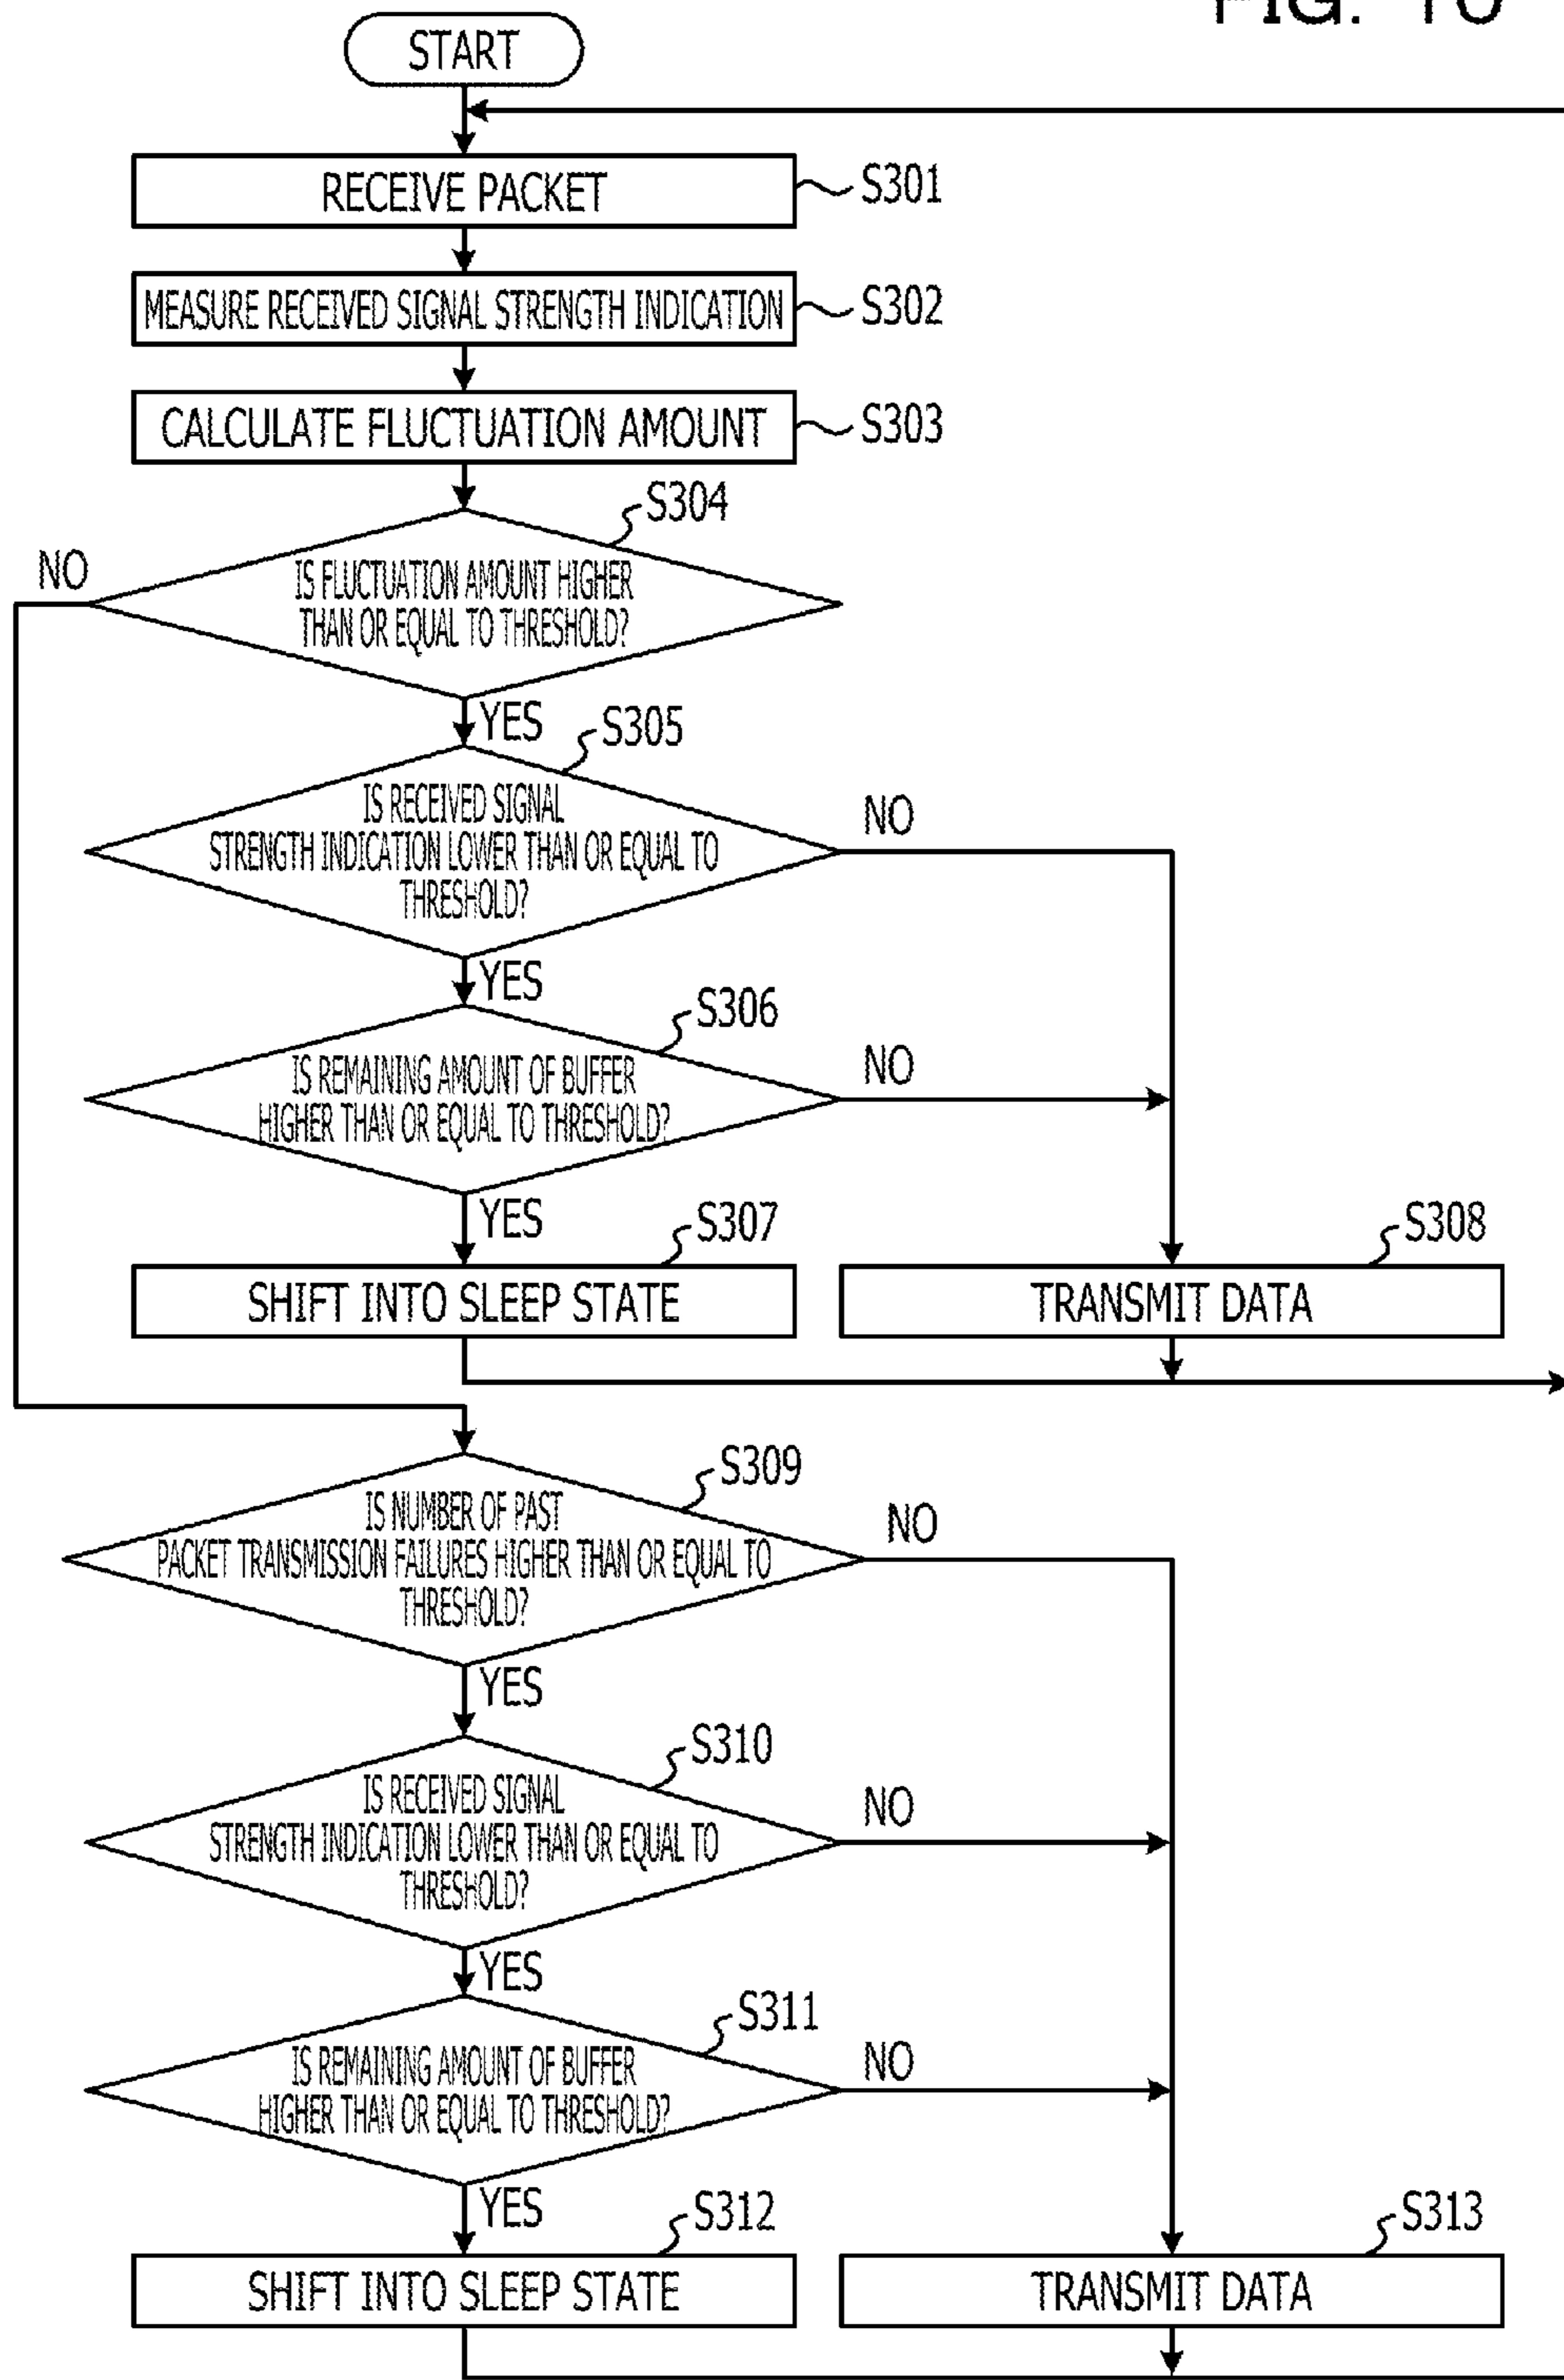 FIG. 10
START
RECEIVE PACKET
S301
MEASURE RECEIVED SIGNAL STRENGTH INDICATION
S302
CALCULATE FLUCTUATION AMOUNT
S303
S304
NO
IS FLUCTUATION AMOUNT HIGHER
THAN OR EQUAL TO THRESHOLD?
YES
S305
IS RECEIVED SIGNAL
STRENGTH INDICATION LOWER THAN OR EQUAL TO
THRESHOLD?
NO
YES
S306
IS REMAINING AMOUNT OF BUFFER
HIGHER THAN OR EQUAL TO THRESHOLD?
NO
YES
S307
SHIFT INTO SLEEP STATE
S308
TRANSMIT DATA
S309
IS NUMBER OF PAST
PACKET TRANSMISSION FAILURES HIGHER THAN OR EQUAL TO
THRESHOLD?
NO
YES
S310
IS RECEIVED SIGNAL
STRENGTH INDICATION LOWER THAN OR EQUAL TO
THRESHOLD?
NO
YES
S311
IS REMAINING AMOUNT OF BUFFER
HIGHER THAN OR EQUAL TO THRESHOLD?
NO
YES
S312
SHIFT INTO SLEEP STATE
S313
TRANSMIT DATA